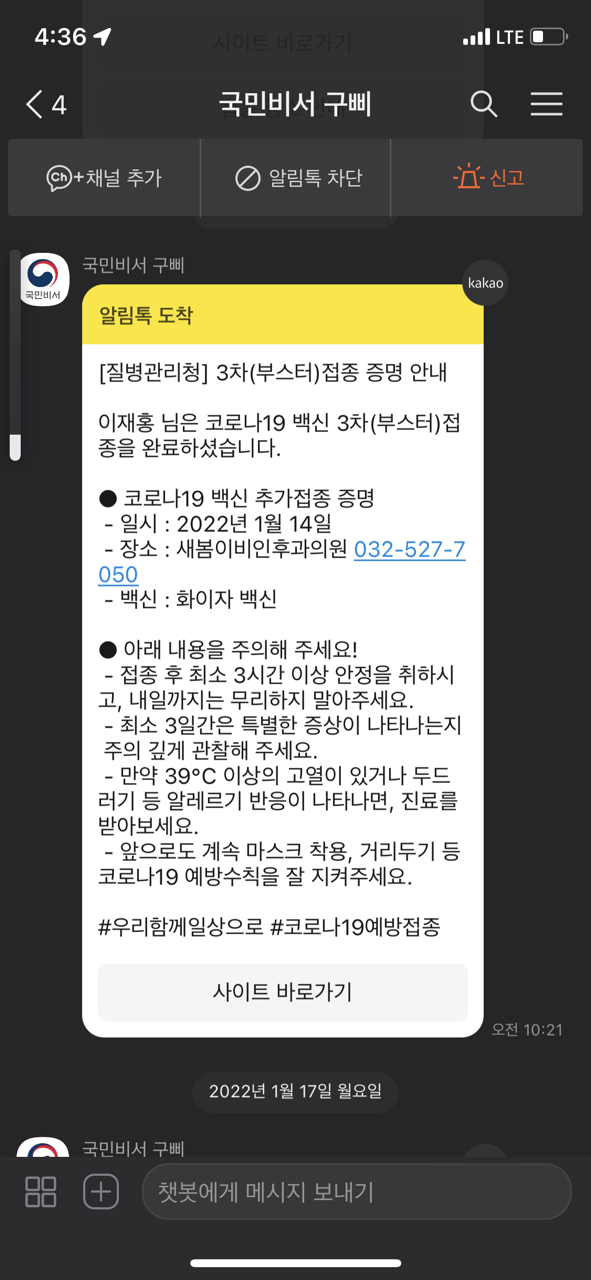 4:36
LTE
사이트 바로가기
4
국민비서 구삐
Ch+채널 추가
알림톡 차단
신고
국민비서
국민비서 구삐
kakao
알림톡 도착
[질병관리청] 3차(부스터)접종 증명 안내
이재홍 님은 코로나19 백신 3차(부스터)접
종을 완료하셨습니다.
● 코로나19 백신 추가접종 증명
- 일시 : 2022년 1월 14일
- 장소 : 새봄이비인후과의원 032-527-7
050
- 백신 : 화이자 백신
● 아래 내용을 주의해 주세요!
- 접종 후 최소 3시간 이상 안정을 취하시
고, 내일까지는 무리하지 말아주세요.
- 최소 3일간은 특별한 증상이 나타나는지
주의 깊게 관찰해 주세요.
- 만약 39°C 이상의 고열이 있거나 두드
러기 등 알레르기 반응이 나타나면, 진료를
받아보세요.
- 앞으로도 계속 마스크 착용, 거리두기 등
코로나19 예방수칙을 잘 지켜주세요.
#우리함께일상으로 #코로나19예방접종
사이트 바로가기
오전 10:21
2022년 1월 17일 월요일
국민비서 구삐
챗봇에게 메시지 보내기